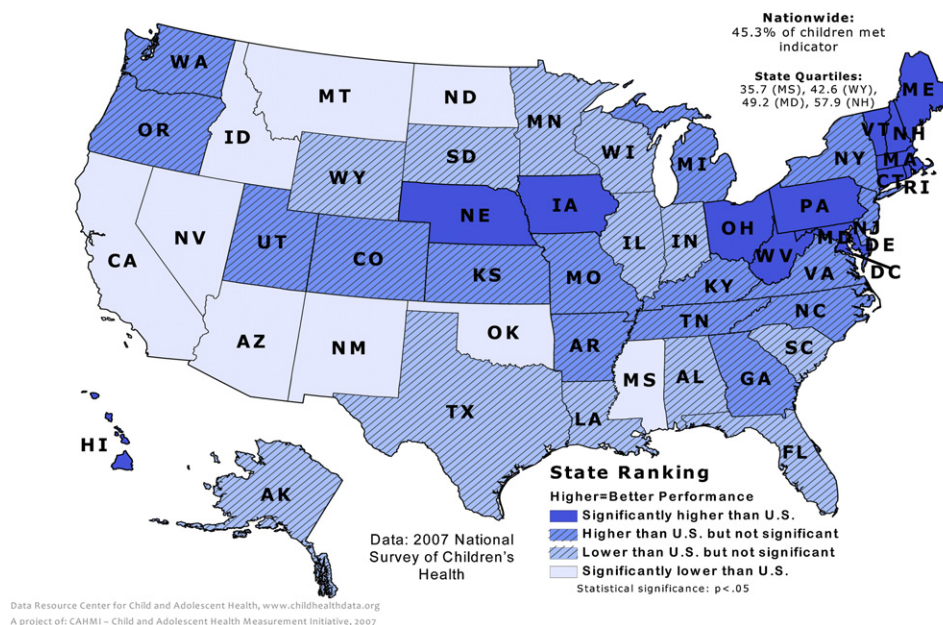 Nationwide:
45.3% of children met
indicator
State Quartiles:
35.7 (MS), 42.6 (WY),
49.2 (MD), 57.9 (NH)
WA
MT
ND
MN
ME
VT
NH
OR
ID
SD
WI
MI
NY
MA
CT
RI
WY
NE
IA
PA
NV
UT
CO
KS
MO
IL
IN
OH
WV
MD
NJ
DE
DC
CA
KY
VA
AZ
NM
OK
AR
TN
NC
SC
MS
AL
GA
TX
LA
FL
HI
AK
State Ranking
Higher=Better Performance
Significantly higher than U.S.
Higher than U.S. but not significant
Lower than U.S. but not significant
Significantly lower than U.S.
Statistical significance: p<.05
Data: 2007 National
Survey of Children's
Health
Data Resource Center for Child and Adolescent Health, www.childhealthdata.org
A project of: CAHMI – Child and Adolescent Health Measurement Initiative, 2007